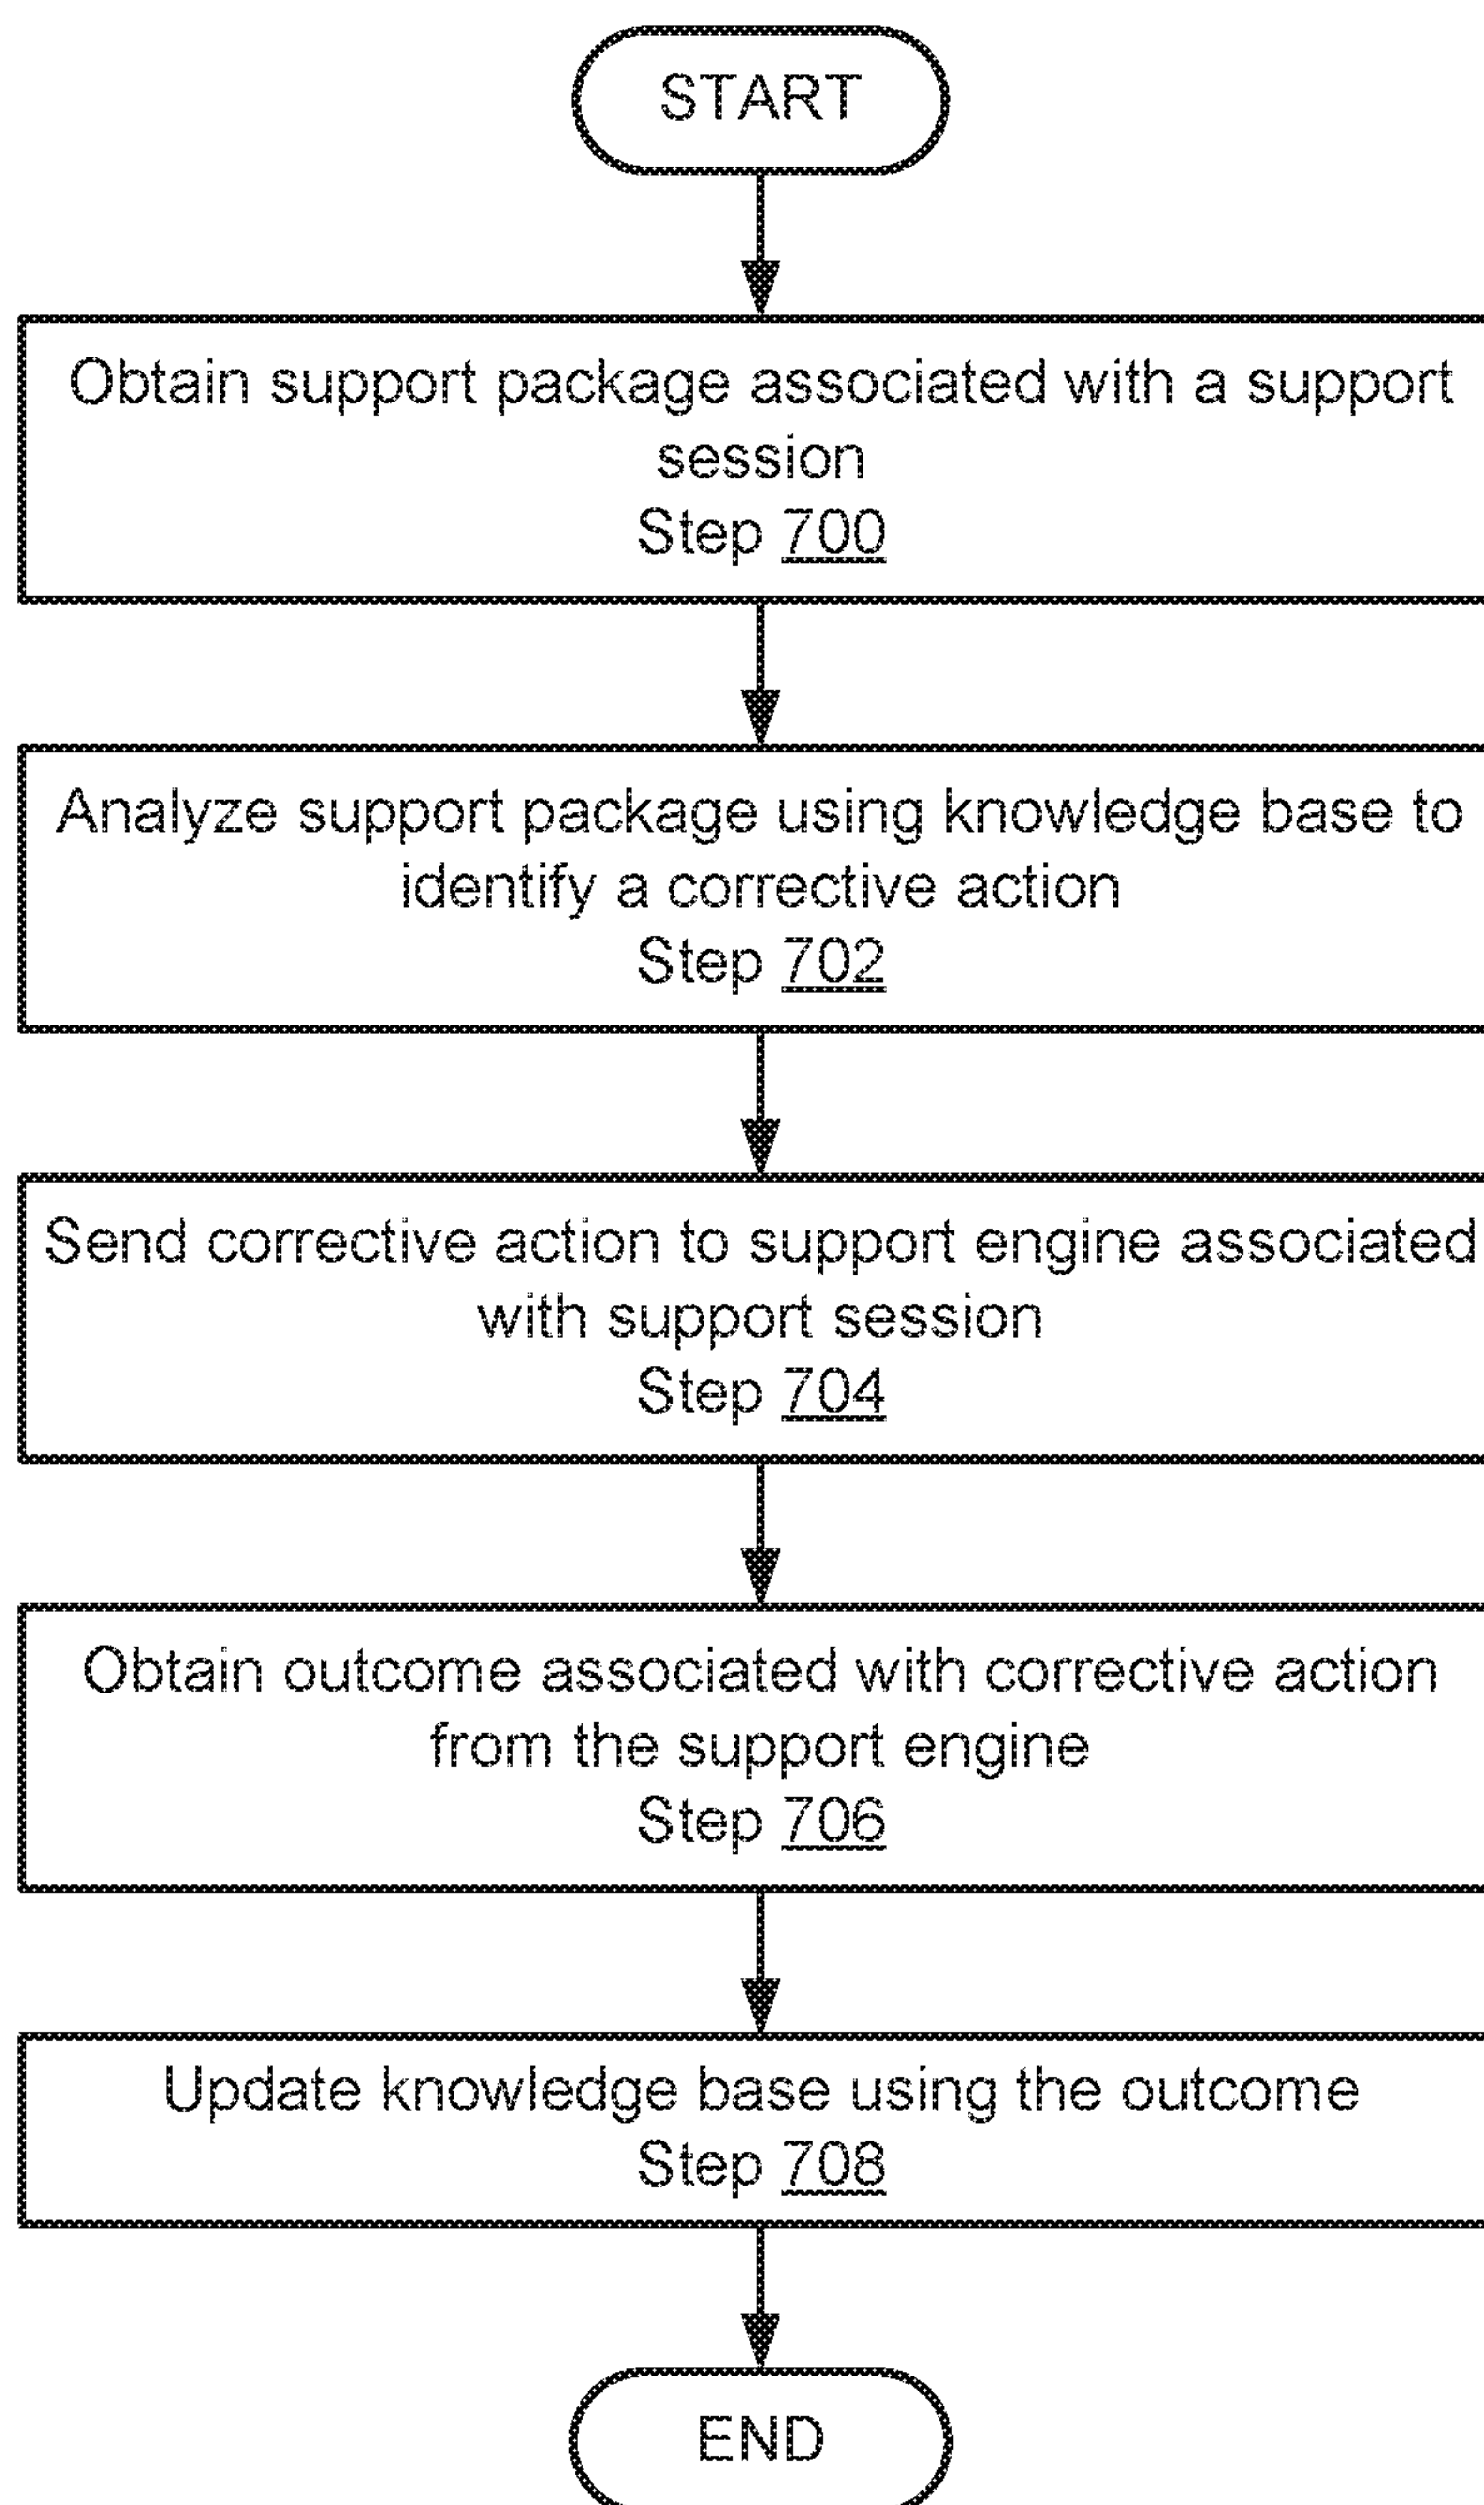 START
Obtain support package associated with a support
session
Step 700
Analyze support package using knowledge base to
identify a corrective action
Step 702
Send corrective action to support engine associated
with support session
Step 704
Obtain outcome associated with corrective action
from the support engine
Step 706
Update knowledge base using the outcome
Step 708
END